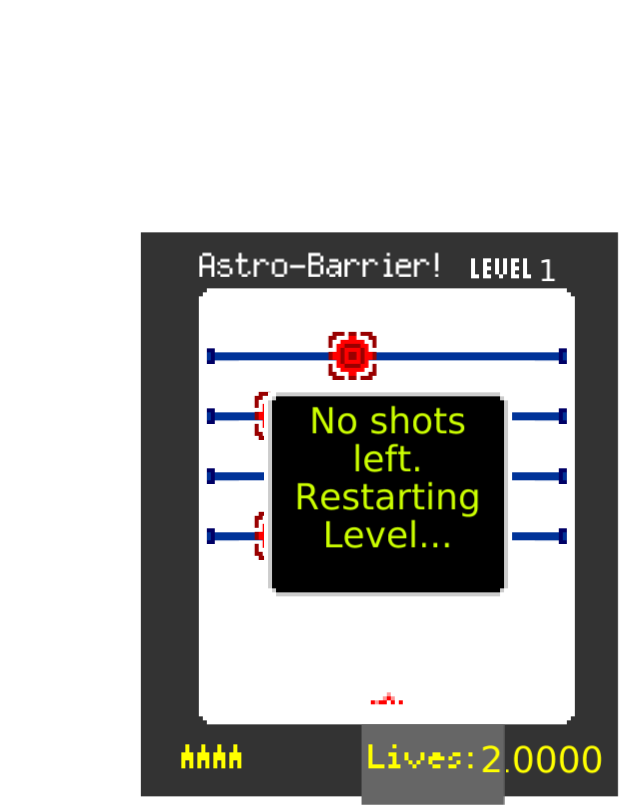 Astro-Barrier! LEVEL 1
No shots
left.
Restarting
Level...
Lives:2.0000